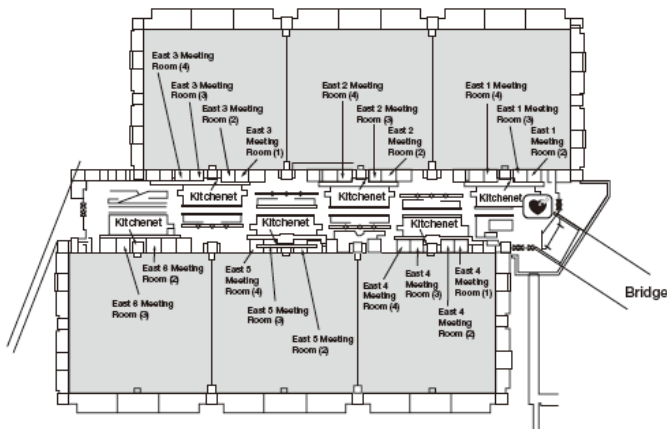 East 3 Meeting
Room (4)
East 3 Meeting
Room (3)
East 3 Meeting
Room (2)
East 3
Meeting
Room (1)
East 2 Meeting
Room (4)
East 2 Meeting
Room (3)
East 2
Meeting
Room (2)
East 1 Meeting
Room (4)
East 1 Meeting
Room (3)
East 1
Meeting
Room (2)
Kitchenet
Kitchenet
Kitchenet
Kitchenet
Kitchenet
Kitchenet
East 6 Meeting
Room (3)
East 6 Meeting
Room (2)
East 5
Meeting
Room (4)
East 5 Meeting
Room (3)
East 5 Meeting
Room (2)
East 4
Meeting
Room (4)
East 4
Meeting
Room (3)
East 4
Meeting
Room (1)
East 4
Meeting
Room (2)
Bridge